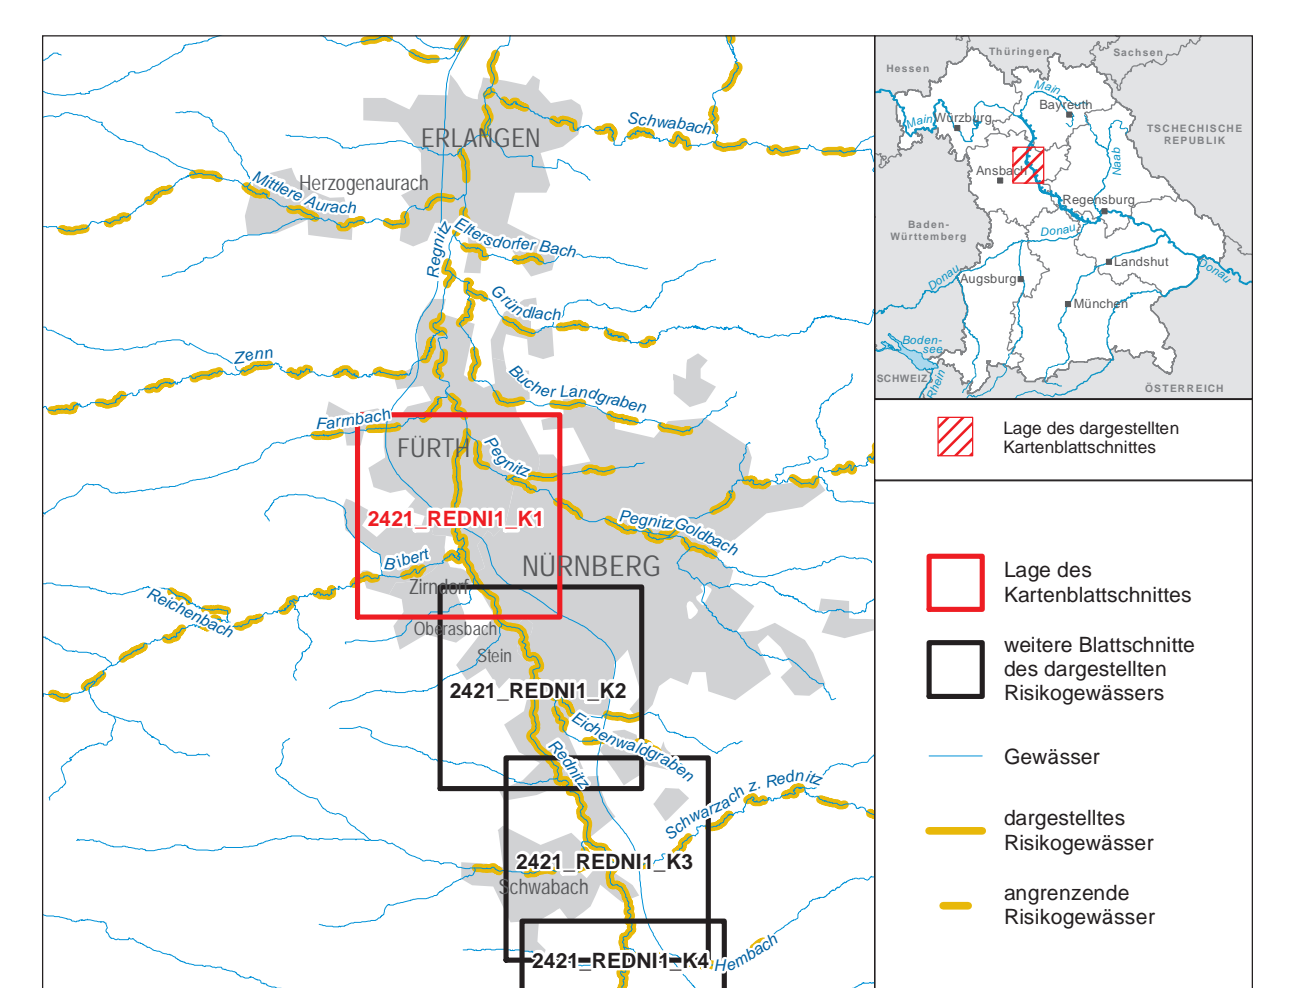 ERLANGEN
Schwabach
Herzogenaurach
Mittlere Aurach
Regnitz
Eltersdorfer Bach
Gründlach
Zenn
Bucher Landgraben
Farrnbach
FÜRTH
Pegnitz
2421_REDNI1_K1
Pegnitz
Goldbach
Bibert
NÜRNBERG
Zirndorf
Reichenbach
Oberasbach
Stein
2421_REDNI1_K2
Eichenwaldgraben
Rednitz
Schwarzach z. Rednitz
2421_REDNI1_K3
Schwabach
Hembach
2421_REDNI1_K4
Thüringen
Sachsen
Hessen
Main
Bayreuth
Main
Würzburg
TSCHECHISCHE
REPUBLIK
Naab
Ansbach
Regensburg
Baden-
Württemberg
Donau
Landshut
Donau
Donau
Augsburg
München
Boden-
see
SCHWEIZ
Rhein
ÖSTERREICH
Lage des dargestellten
Kartenblattschnittes
Lage des
Kartenblattschnittes
weitere Blattschnitte
des dargestellten
Risikogewässers
Gewässer
dargestelltes
Risikogewässer
angrenzende
Risikogewässer